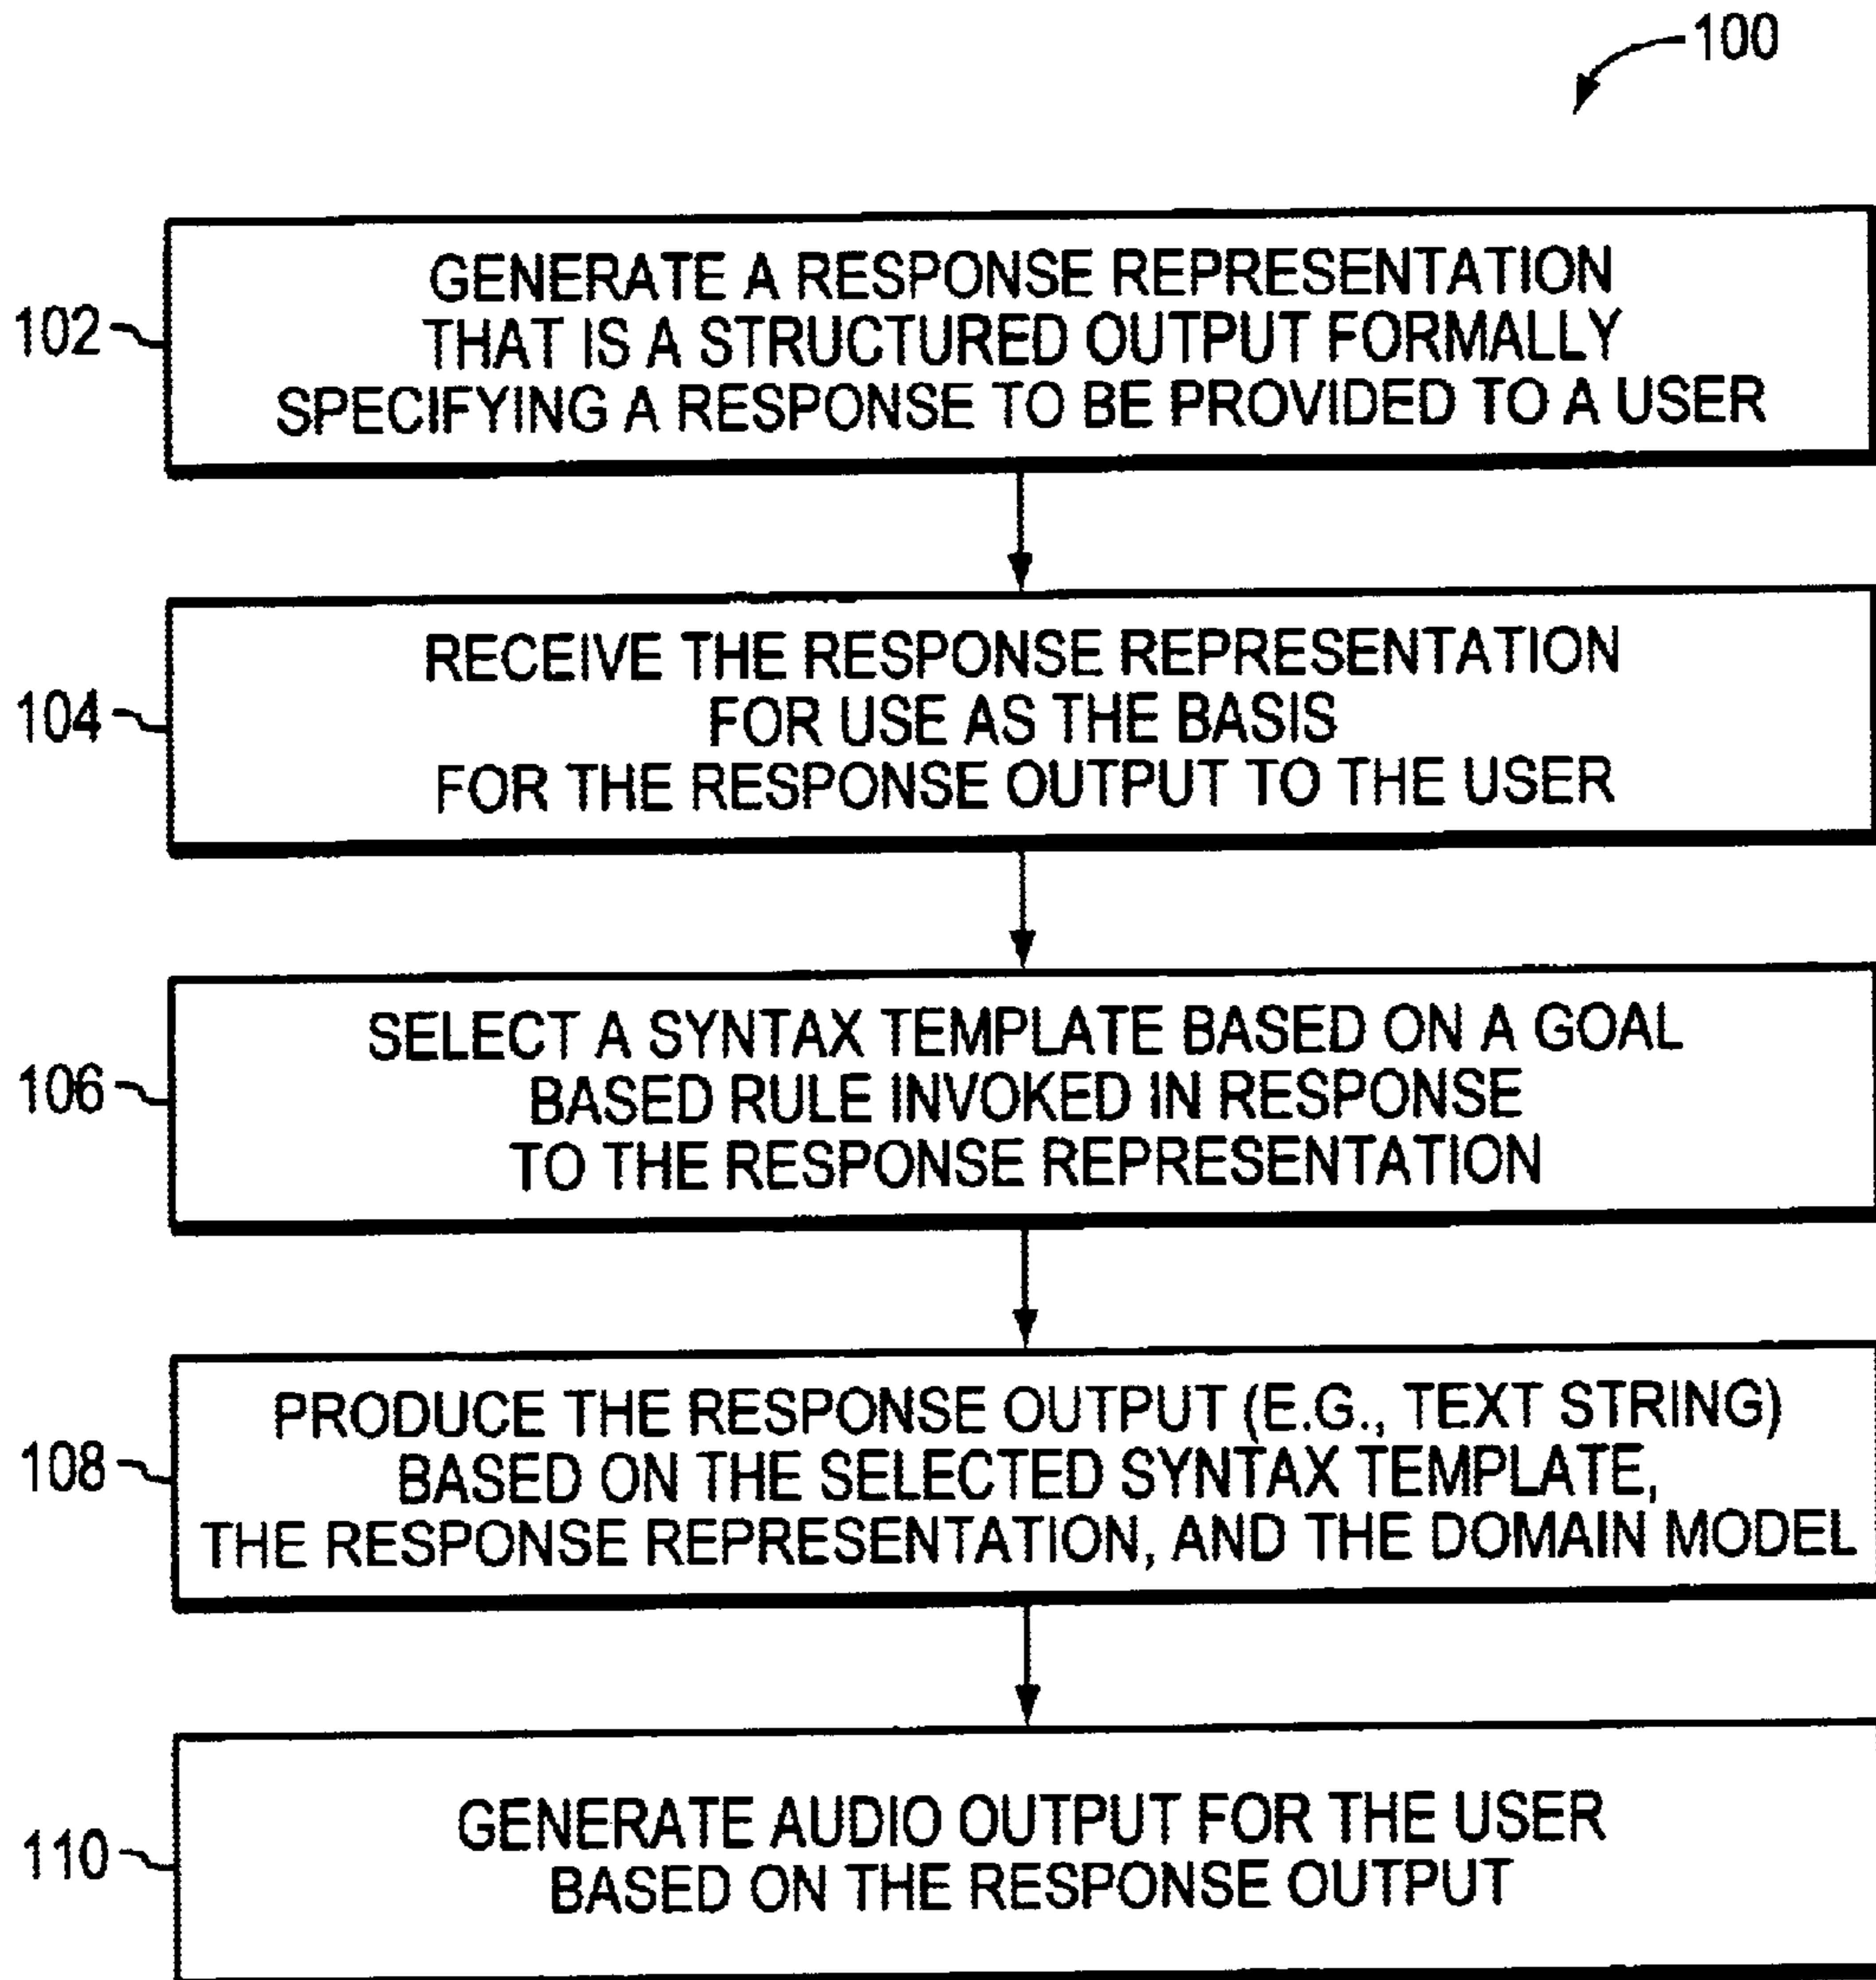 100
102
GENERATE A RESPONSE REPRESENTATION
THAT IS A STRUCTURED OUTPUT FORMALLY
SPECIFYING A RESPONSE TO BE PROVIDED TO A USER
104
RECEIVE THE RESPONSE REPRESENTATION
FOR USE AS THE BASIS
FOR THE RESPONSE OUTPUT TO THE USER
106
SELECT A SYNTAX TEMPLATE BASED ON A GOAL
BASED RULE INVOKED IN RESPONSE
TO THE RESPONSE REPRESENTATION
108
PRODUCE THE RESPONSE OUTPUT (E.G., TEXT STRING)
BASED ON THE SELECTED SYNTAX TEMPLATE,
THE RESPONSE REPRESENTATION, AND THE DOMAIN MODEL
110
GENERATE AUDIO OUTPUT FOR THE USER
BASED ON THE RESPONSE OUTPUT